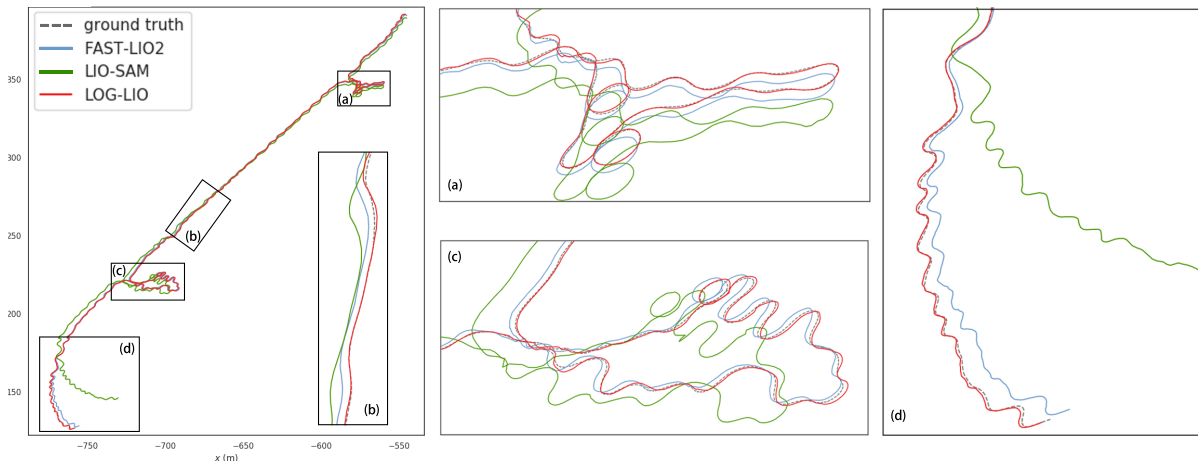 ground truth
FAST-LIO2
LIO-SAM
LOG-LIO
350
300
250
200
150
−750
−700
−650
−600
−550
x (m)
(a)
(b)
(c)
(d)
(b)
(a)
(c)
(d)